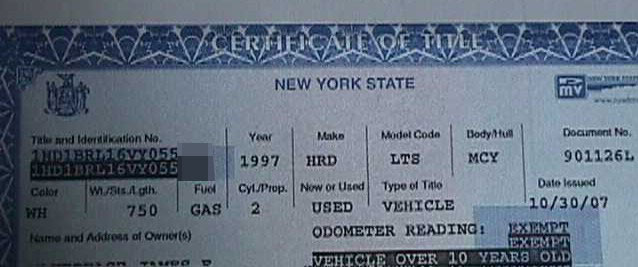 CERTIFICATE OF TITLE
NEW YORK STATE
Title and Identification No. Year Make Model Code Body/Hull Document No.
1HD1BRL16VY055 1997 HRD LTS MCY 901126L
1HD1BRL16VY055
Color Wt./Sts./Lgth. Fuel Cyl./Prop. New or Used Type of Title Date Issued
WH 750 GAS 2 USED VEHICLE 10/30/07
ODOMETER READING: EXEMPT
Name and Address of Owner(s) EXEMPT
VEHICLE OVER 10 YEARS OLD